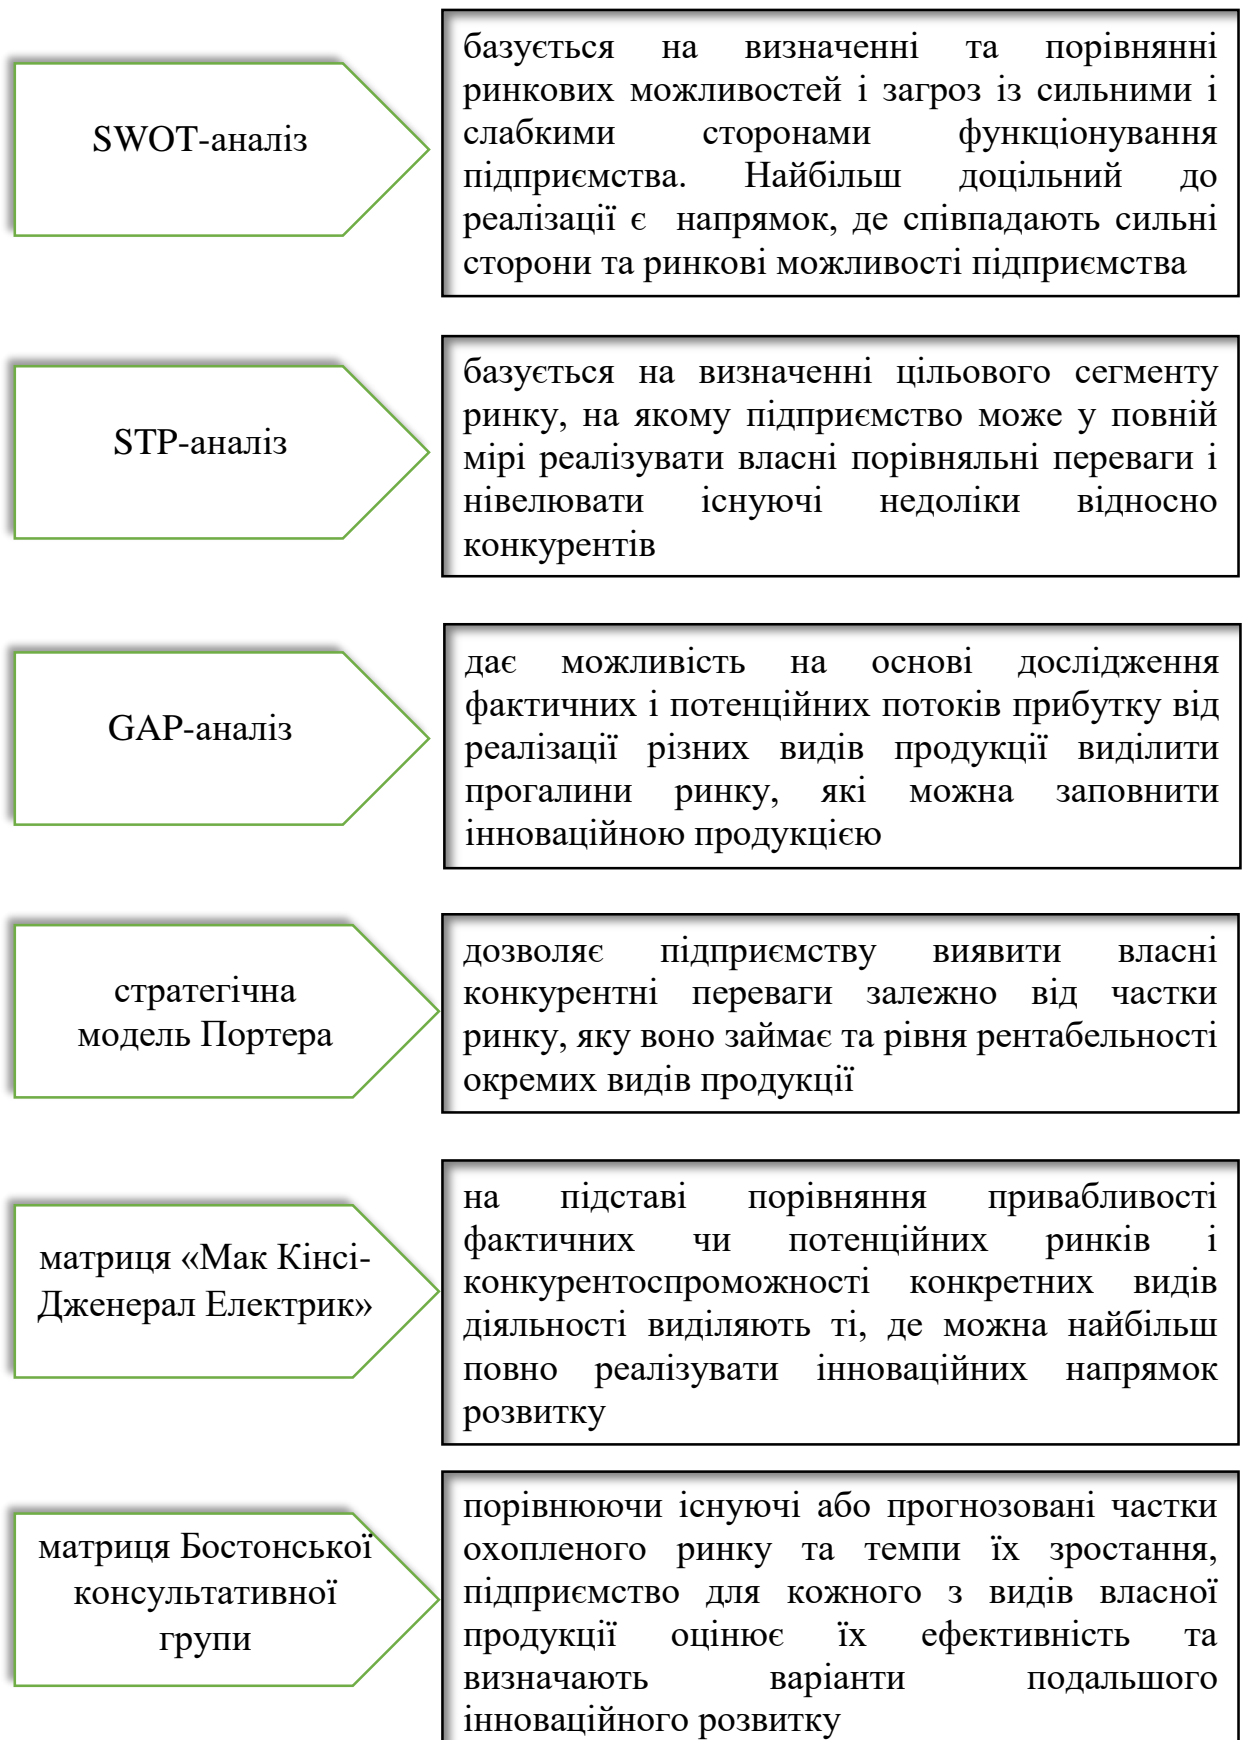 SWOT-аналіз
базується на визначенні та порівнянні
ринкових можливостей і загроз із сильними і
слабкими сторонами функціонування
підприємства. Найбільш доцільний до
реалізації є напрямок, де співпадають сильні
сторони та ринкові можливості підприємства
STP-аналіз
базується на визначенні цільового сегменту
ринку, на якому підприємство може у повній
мірі реалізувати власні порівняльні переваги і
нівелювати існуючі недоліки відносно
конкурентів
GAP-аналіз
дає можливість на основі дослідження
фактичних і потенційних потоків прибутку від
реалізації різних видів продукції виділити
прогалини ринку, які можна заповнити
інноваційною продукцією
стратегічна
модель Портера
дозволяє підприємству виявити власні
конкурентні переваги залежно від частки
ринку, яку воно займає та рівня рентабельності
окремих видів продукції
матриця «Мак Кінсі-
Дженерал Електрик»
на підставі порівняння привабливості
фактичних чи потенційних ринків і
конкурентоспроможності конкретних видів
діяльності виділяють ті, де можна найбільш
повно реалізувати інноваційних напрямок
розвитку
матриця Бостонської
консультативної
групи
порівнюючи існуючі або прогнозовані частки
охопленого ринку та темпи їх зростання,
підприємство для кожного з видів власної
продукції оцінює їх ефективність та
визначають варіанти подальшого
інноваційного розвитку